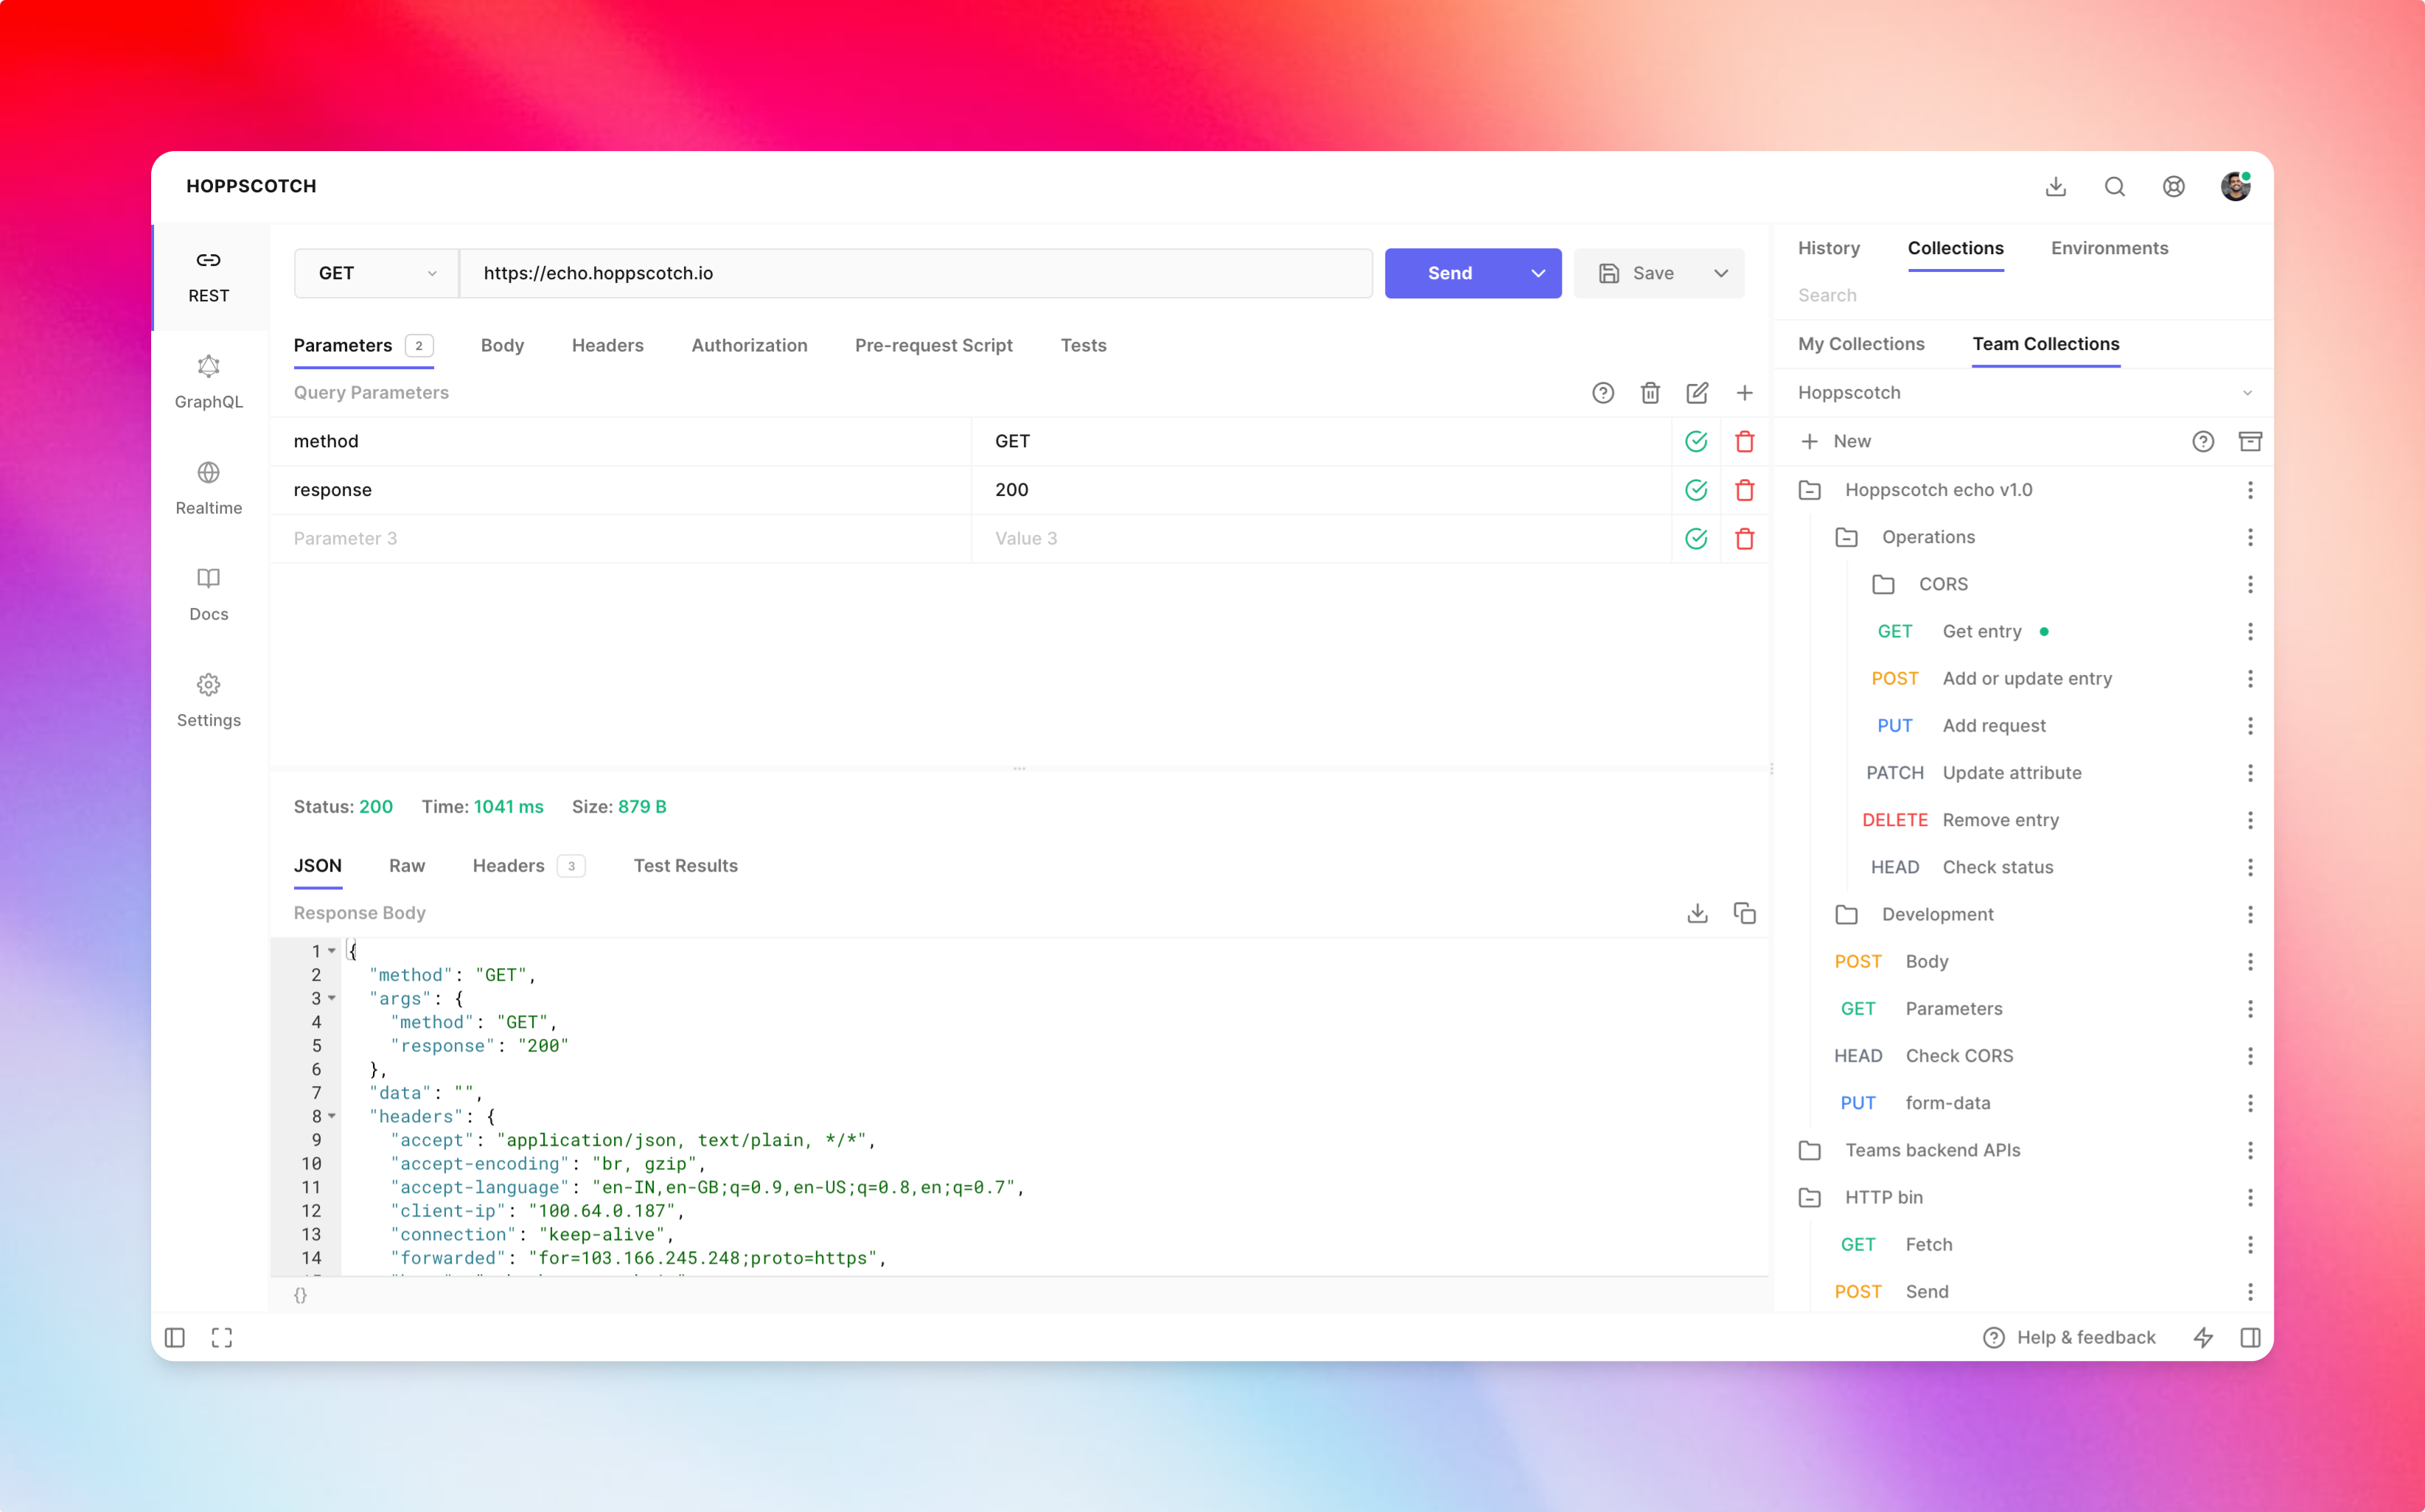 HOPPSCOTCH
REST
GraphQL
Realtime
Docs
Settings
GET
https://echo.hoppscotch.io
Send
Save
Parameters 2
Body
Headers
Authorization
Pre-request Script
Tests
Query Parameters
method GET
response 200
Parameter 3 Value 3
Status: 200 Time: 1041 ms Size: 879 B
JSON
Raw
Headers 3
Test Results
Response Body
1 {
2 "method": "GET",
3 "args": {
4 "method": "GET",
5 "response": "200"
6 },
7 "data": "",
8 "headers": {
9 "accept": "application/json, text/plain, */*",
10 "accept-encoding": "br, gzip",
11 "accept-language": "en-IN,en-GB;q=0.9,en-US;q=0.8,en;q=0.7",
12 "client-ip": "100.64.0.187",
13 "connection": "keep-alive",
14 "forwarded": "for=103.166.245.248;proto=https",
{}
History
Collections
Environments
Search
My Collections
Team Collections
Hoppscotch
New
Hoppscotch echo v1.0
Operations
CORS
GET Get entry
POST Add or update entry
PUT Add request
PATCH Update attribute
DELETE Remove entry
HEAD Check status
Development
POST Body
GET Parameters
HEAD Check CORS
PUT form-data
Teams backend APIs
HTTP bin
GET Fetch
POST Send
Help & feedback